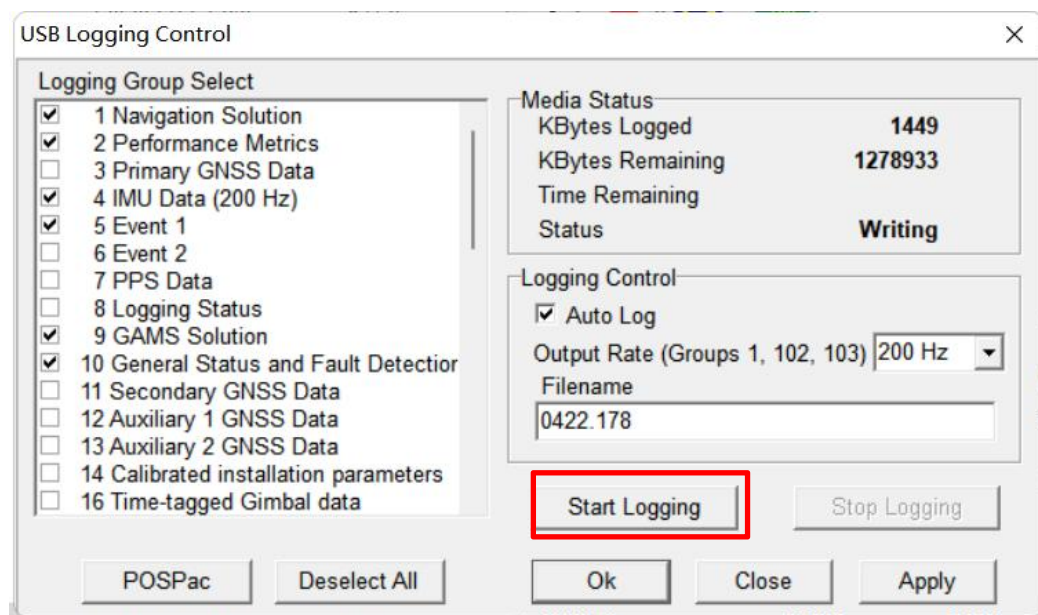 USB Logging Control
Logging Group Select
1 Navigation Solution
2 Performance Metrics
3 Primary GNSS Data
4 IMU Data (200 Hz)
5 Event 1
6 Event 2
7 PPS Data
8 Logging Status
9 GAMS Solution
10 General Status and Fault Detection
11 Secondary GNSS Data
12 Auxiliary 1 GNSS Data
13 Auxiliary 2 GNSS Data
14 Calibrated installation parameters
16 Time-tagged Gimbal data
POSPac
Deselect All
Media Status
KBytes Logged 1449
KBytes Remaining 1278933
Time Remaining
Status Writing
Logging Control
Auto Log
Output Rate (Groups 1, 102, 103) 200 Hz
Filename
0422.178
Start Logging
Stop Logging
Ok
Close
Apply